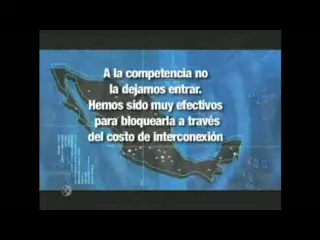 A la competencia no
la dejamos entrar.
Hemos sido muy efectivos
para bloquearla a través
del costo de interconexión